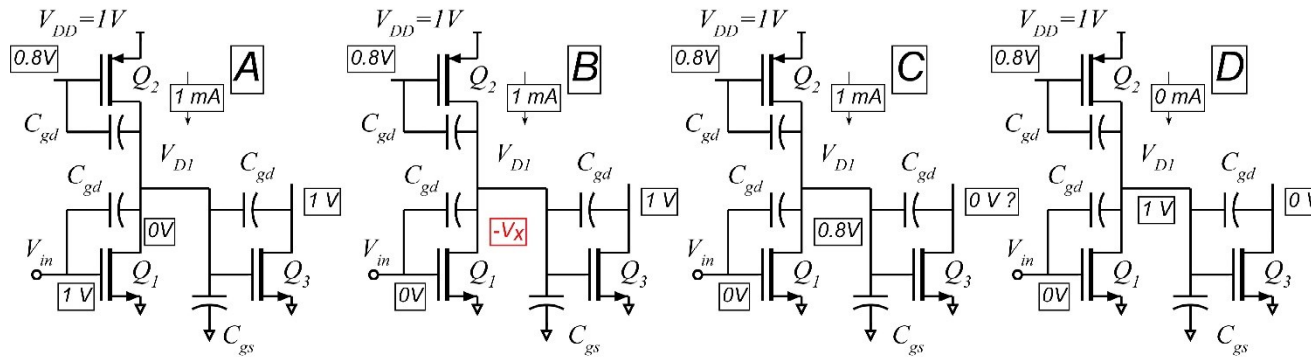 V_DD=1V
0.8V
A
Q_2
1 mA
C_gd
V_D1
C_gd
C_gd
1 V
0V
V_in
Q_1
Q_3
1 V
C_gs
V_DD=1V
0.8V
B
Q_2
1 mA
C_gd
V_D1
C_gd
C_gd
1 V
-V_X
V_in
Q_1
Q_3
0V
C_gs
V_DD=1V
0.8V
C
Q_2
1 mA
C_gd
V_D1
C_gd
C_gd
0 V ?
0.8V
V_in
Q_1
Q_3
0V
C_gs
V_DD=1V
0.8V
D
Q_2
0 mA
C_gd
V_D1
C_gd
C_gd
0 V
1 V
V_in
Q_1
Q_3
0V
C_gs